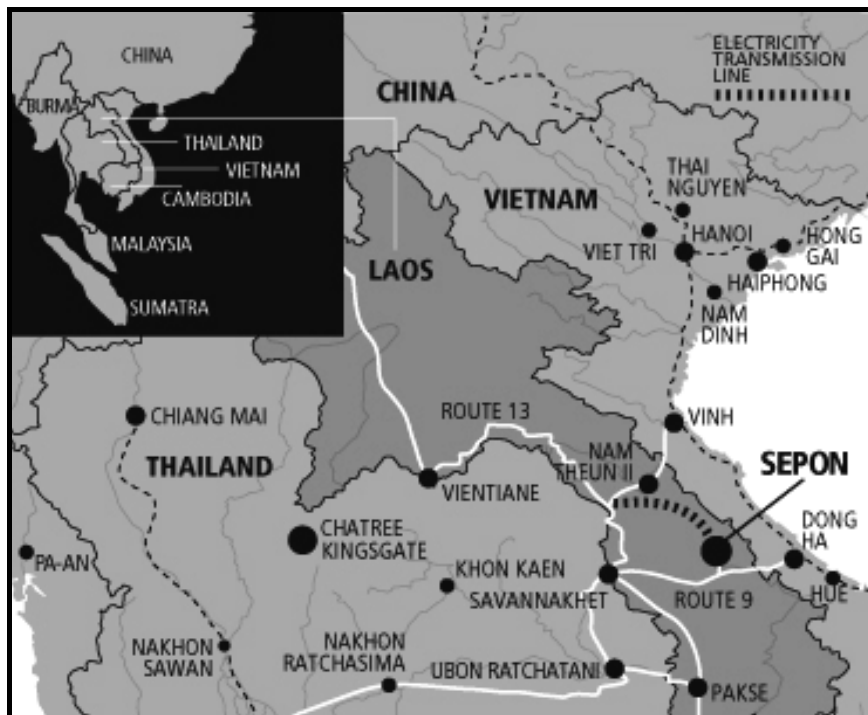 CHINA
BURMA
THAILAND
VIETNAM
CAMBODIA
MALAYSIA
SUMATRA
ELECTRICITY
TRANSMISSION
LINE
CHINA
VIETNAM
THAI
NGUYEN
HANOI
VIET TRI
HONG
GAI
HAIPHONG
NAM
DINH
LAOS
CHIANG MAI
ROUTE 13
VINH
THAILAND
NAM
THEUN II
SEPON
VIENTIANE
CHATREE
KINGSGATE
DONG
HA
PA-AN
KHON KAEN
SAVANNAKHET
ROUTE 9
HUE
NAKHON
SAWAN
NAKHON
RATCHASIMA
UBON RATCHATANI
PAKSE